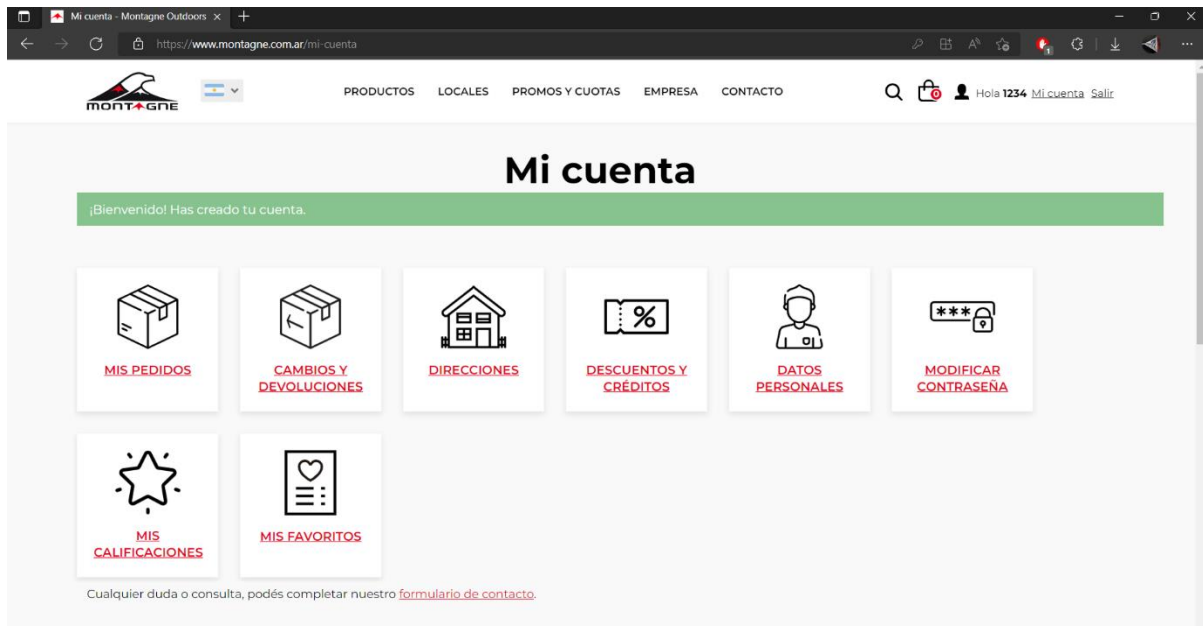 Mi cuenta - Montagne Outdoors
https://www.montagne.com.ar/mi-cuenta
MONTAGNE
PRODUCTOS LOCALES PROMOS Y CUOTAS EMPRESA CONTACTO
0 Hola 1234 Mi cuenta Salir
Mi cuenta
¡Bienvenido! Has creado tu cuenta.
MIS PEDIDOS
CAMBIOS Y
DEVOLUCIONES
DIRECCIONES
DESCUENTOS Y
CRÉDITOS
DATOS
PERSONALES
***
MODIFICAR
CONTRASEÑA
MIS
CALIFICACIONES
MIS FAVORITOS
Cualquier duda o consulta, podés completar nuestro formulario de contacto.